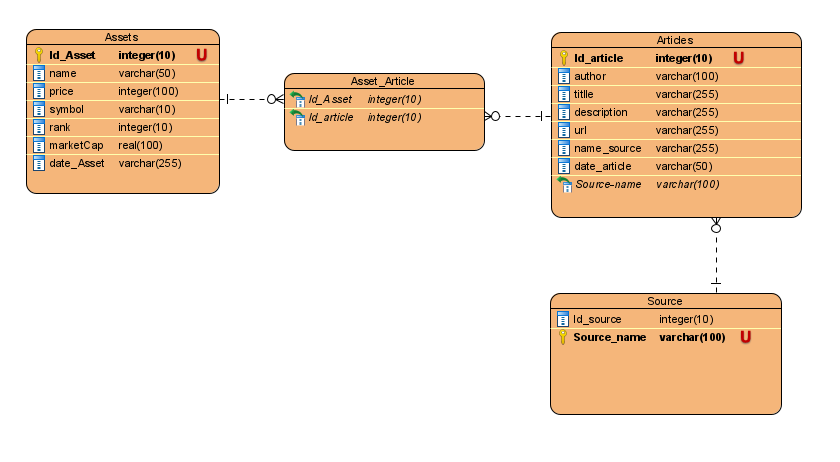 Assets
Id_Asset integer(10) U
name varchar(50)
price integer(100)
symbol varchar(10)
rank integer(10)
marketCap real(100)
date_Asset varchar(255)
Asset_Article
Id_Asset integer(10)
Id_article integer(10)
Articles
Id_article integer(10) U
author varchar(100)
titlle varchar(255)
description varchar(255)
url varchar(255)
name_source varchar(255)
date_article varchar(50)
Source-name varchar(100)
Source
Id_source integer(10)
Source_name varchar(100) U